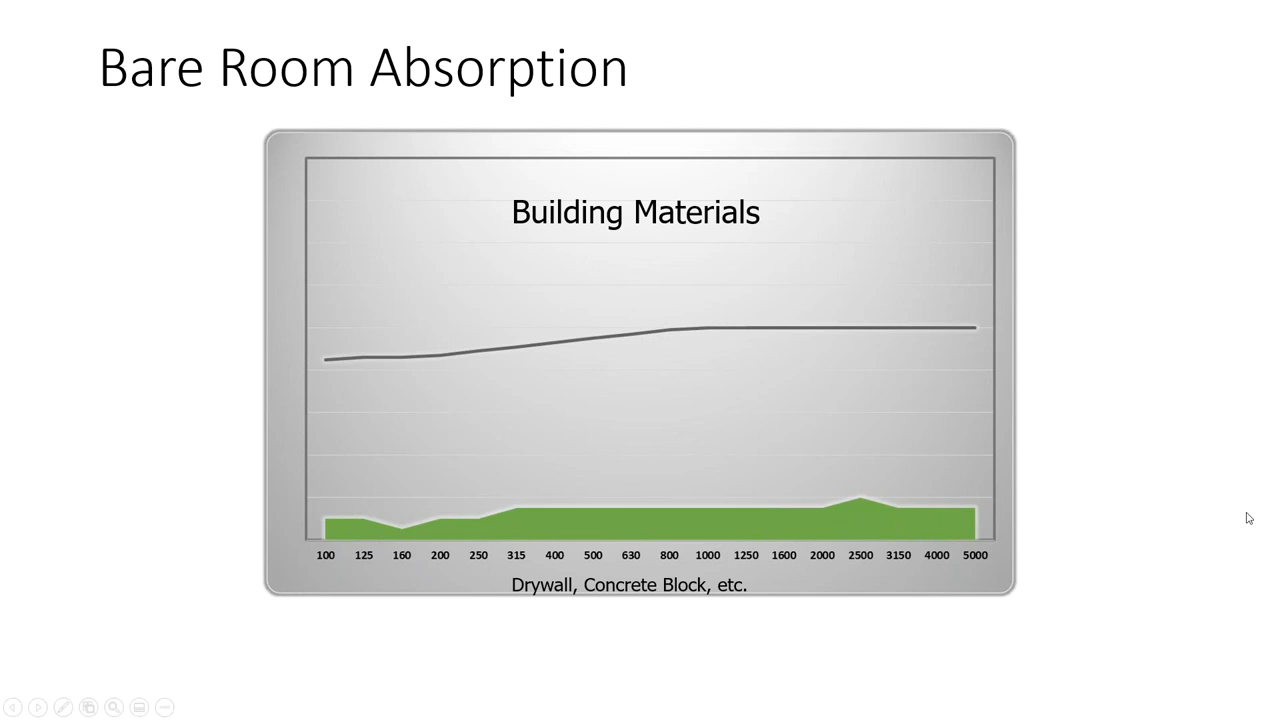 Bare Room Absorption
Building Materials
100 125 160 200 250 315 400 500 630 800 1000 1250 1600 2000 2500 3150 4000 5000
Drywall, Concrete Block, etc.